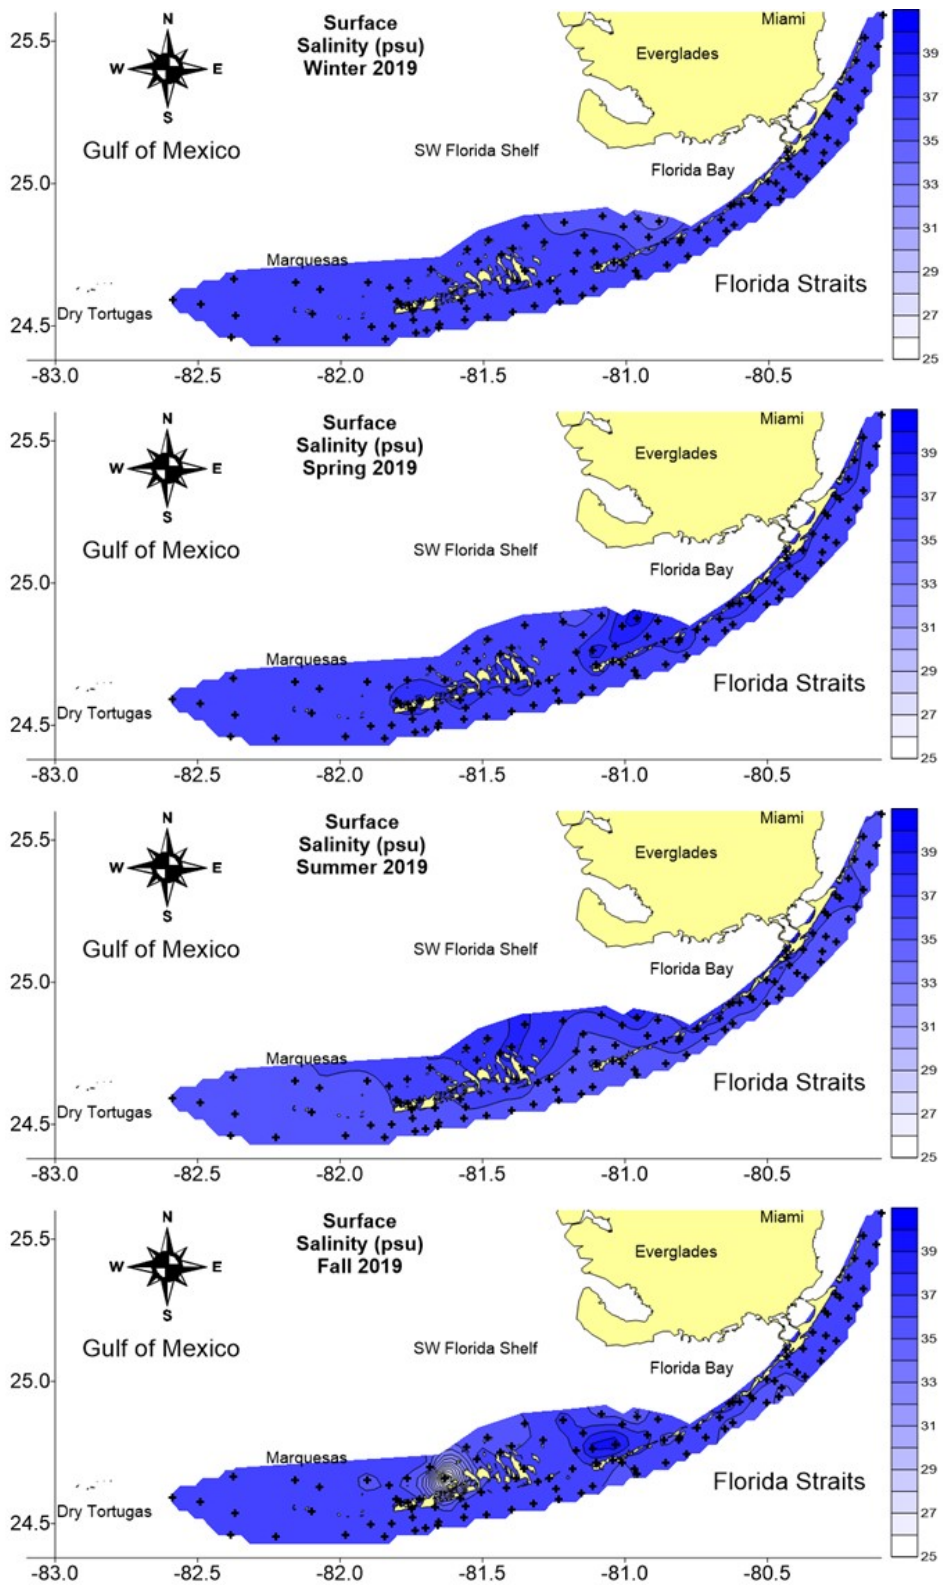 N
W E
S
Surface
Salinity (psu)
Winter 2019
Miami
Everglades
Gulf of Mexico
SW Florida Shelf
Florida Bay
Marquesas
Florida Straits
Dry Tortugas
25.5
25.0
24.5
-83.0 -82.5 -82.0 -81.5 -81.0 -80.5
39
37
35
33
31
29
27
25
N
W E
S
Surface
Salinity (psu)
Spring 2019
Miami
Everglades
Gulf of Mexico
SW Florida Shelf
Florida Bay
Marquesas
Florida Straits
Dry Tortugas
25.5
25.0
24.5
-83.0 -82.5 -82.0 -81.5 -81.0 -80.5
39
37
35
33
31
29
27
25
N
W E
S
Surface
Salinity (psu)
Summer 2019
Miami
Everglades
Gulf of Mexico
SW Florida Shelf
Florida Bay
Marquesas
Florida Straits
Dry Tortugas
25.5
25.0
24.5
-83.0 -82.5 -82.0 -81.5 -81.0 -80.5
39
37
35
33
31
29
27
25
N
W E
S
Surface
Salinity (psu)
Fall 2019
Miami
Everglades
Gulf of Mexico
SW Florida Shelf
Florida Bay
Marquesas
Florida Straits
Dry Tortugas
25.5
25.0
24.5
-83.0 -82.5 -82.0 -81.5 -81.0 -80.5
39
37
35
33
31
29
27
25